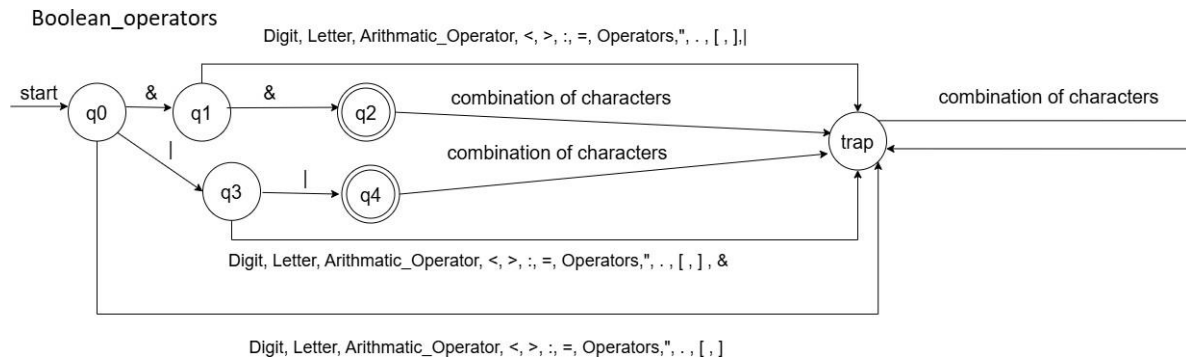 Boolean_operators
Digit, Letter, Arithmatic_Operator, <, >, :, =, Operators,", . , [ , ],|
start
&
&
combination of characters
combination of characters
q0
q1
q2
trap
|
combination of characters
q3
|
q4
Digit, Letter, Arithmatic_Operator, <, >, :, =, Operators,", . , [ , ] , &
Digit, Letter, Arithmatic_Operator, <, >, :, =, Operators,", . , [ , ]